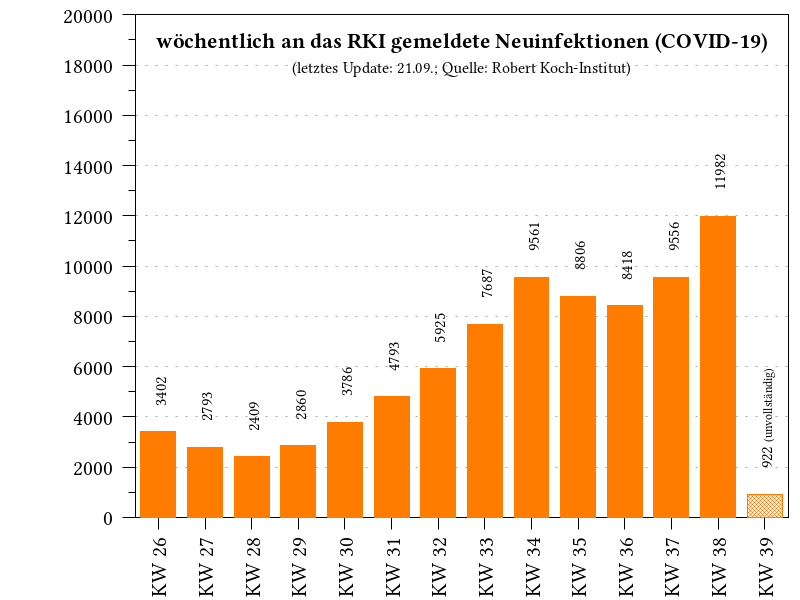 wöchentlich an das RKI gemeldete Neuinfektionen (COVID-19)
(letztes Update: 21.09.; Quelle: Robert Koch-Institut)
20000
18000
16000
14000
12000
10000
8000
6000
4000
2000
0
3402
2793
2409
2860
3786
4793
5925
7687
9561
8806
8418
9556
11982
922 (unvollständig)
KW 26
KW 27
KW 28
KW 29
KW 30
KW 31
KW 32
KW 33
KW 34
KW 35
KW 36
KW 37
KW 38
KW 39